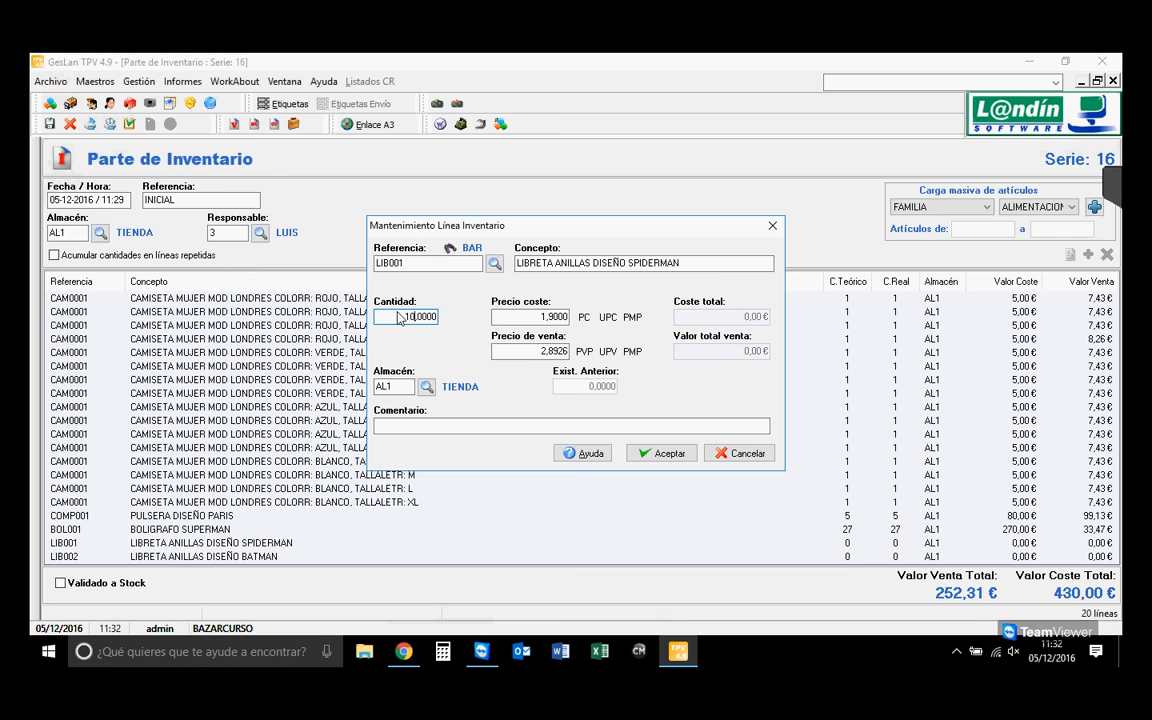 GesLan TPV 4.9 - [Parte de Inventario : Serie: 16]
Archivo Maestros Gestión Informes WorkAbout Ventana Ayuda Listados CR
Etiquetas Etiquetas Envío
Enlace A3
L@ndín
SOFTWARE
Parte de Inventario
Serie: 16
Fecha / Hora: Referencia:
05-12-2016 / 11:29 INICIAL
Almacén: Responsable:
AL1 TIENDA 3 LUIS
Acumular cantidades en líneas repetidas
Carga masiva de artículos
FAMILIA ALIMENTACION
Artículos de: a
Mantenimiento Línea Inventario
Referencia: BAR Concepto:
LIB001 LIBRETA ANILLAS DISEÑO SPIDERMAN
Cantidad: Precio coste: Coste total:
10,0000 1,9000 PC UPC PMP 0,00 €
Precio de venta: Valor total venta:
2,8926 PVP UPV PMP 0,00 €
Almacén: Exist. Anterior:
AL1 TIENDA 0,0000
Comentario:
Ayuda Aceptar Cancelar
Referencia Concepto C.Teórico C.Real Almacén Valor Coste Valor Venta
CAM0001 CAMISETA MUJER MOD LONDRES COLORR: ROJO, TALL 1 1 AL1 5,00 € 7,43 €
CAM0001 CAMISETA MUJER MOD LONDRES COLORR: ROJO, TALL 1 1 AL1 5,00 € 7,43 €
CAM0001 CAMISETA MUJER MOD LONDRES COLORR: ROJO, TALL 1 1 AL1 5,00 € 7,43 €
CAM0001 CAMISETA MUJER MOD LONDRES COLORR: ROJO, TALL 1 1 AL1 5,00 € 8,26 €
CAM0001 CAMISETA MUJER MOD LONDRES COLORR: VERDE, TAL 1 1 AL1 5,00 € 7,43 €
CAM0001 CAMISETA MUJER MOD LONDRES COLORR: VERDE, TAL 1 1 AL1 5,00 € 7,43 €
CAM0001 CAMISETA MUJER MOD LONDRES COLORR: VERDE, TAL 1 1 AL1 5,00 € 7,43 €
CAM0001 CAMISETA MUJER MOD LONDRES COLORR: VERDE, TAL 1 1 AL1 5,00 € 7,43 €
CAM0001 CAMISETA MUJER MOD LONDRES COLORR: AZUL, TALL 1 1 AL1 5,00 € 7,43 €
CAM0001 CAMISETA MUJER MOD LONDRES COLORR: AZUL, TALL 1 1 AL1 5,00 € 7,43 €
CAM0001 CAMISETA MUJER MOD LONDRES COLORR: AZUL, TALL 1 1 AL1 5,00 € 7,43 €
CAM0001 CAMISETA MUJER MOD LONDRES COLORR: AZUL, TALL 1 1 AL1 5,00 € 7,43 €
CAM0001 CAMISETA MUJER MOD LONDRES COLORR: BLANCO, TA 1 1 AL1 5,00 € 7,43 €
CAM0001 CAMISETA MUJER MOD LONDRES COLORR: BLANCO, TALLALETR: M 1 1 AL1 5,00 € 7,43 €
CAM0001 CAMISETA MUJER MOD LONDRES COLORR: BLANCO, TALLALETR: L 1 1 AL1 5,00 € 7,43 €
CAM0001 CAMISETA MUJER MOD LONDRES COLORR: BLANCO, TALLALETR: XL 1 1 AL1 5,00 € 7,43 €
COMP001 PULSERA DISEÑO PARIS 5 5 AL1 80,00 € 99,13 €
BOL001 BOLIGRAFO SUPERMAN 27 27 AL1 270,00 € 33,47 €
LIB001 LIBRETA ANILLAS DISEÑO SPIDERMAN 0 0 AL1 0,00 € 0,00 €
LIB002 LIBRETA ANILLAS DISEÑO BATMAN 0 0 AL1 0,00 € 0,00 €
Validado a Stock
Valor Venta Total: Valor Coste Total:
252,31 € 430,00 €
20 líneas
05/12/2016 11:32 admin BAZARCURSO
TeamViewer
¿Qué quieres que te ayude a encontrar?
TPV 4.9
11:32
05/12/2016